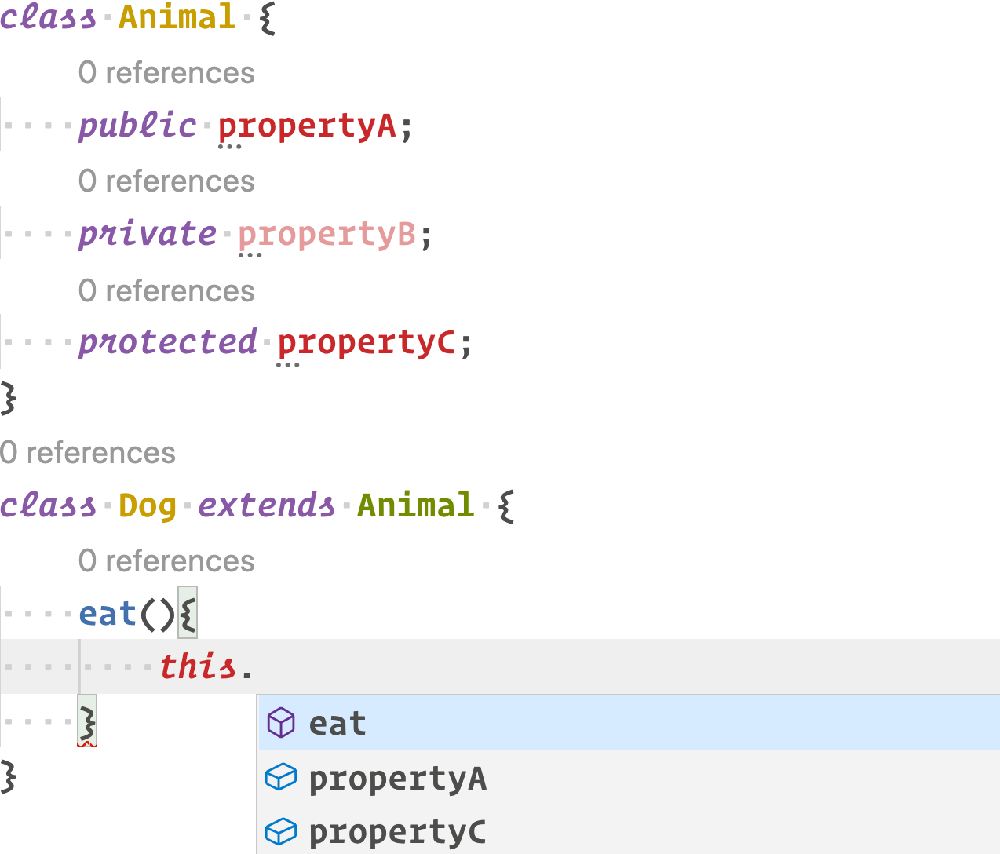 class Animal {
0 references
public propertyA;
0 references
private propertyB;
0 references
protected propertyC;
}
0 references
class Dog extends Animal {
0 references
eat(){
this.
}
eat
propertyA
}
propertyC